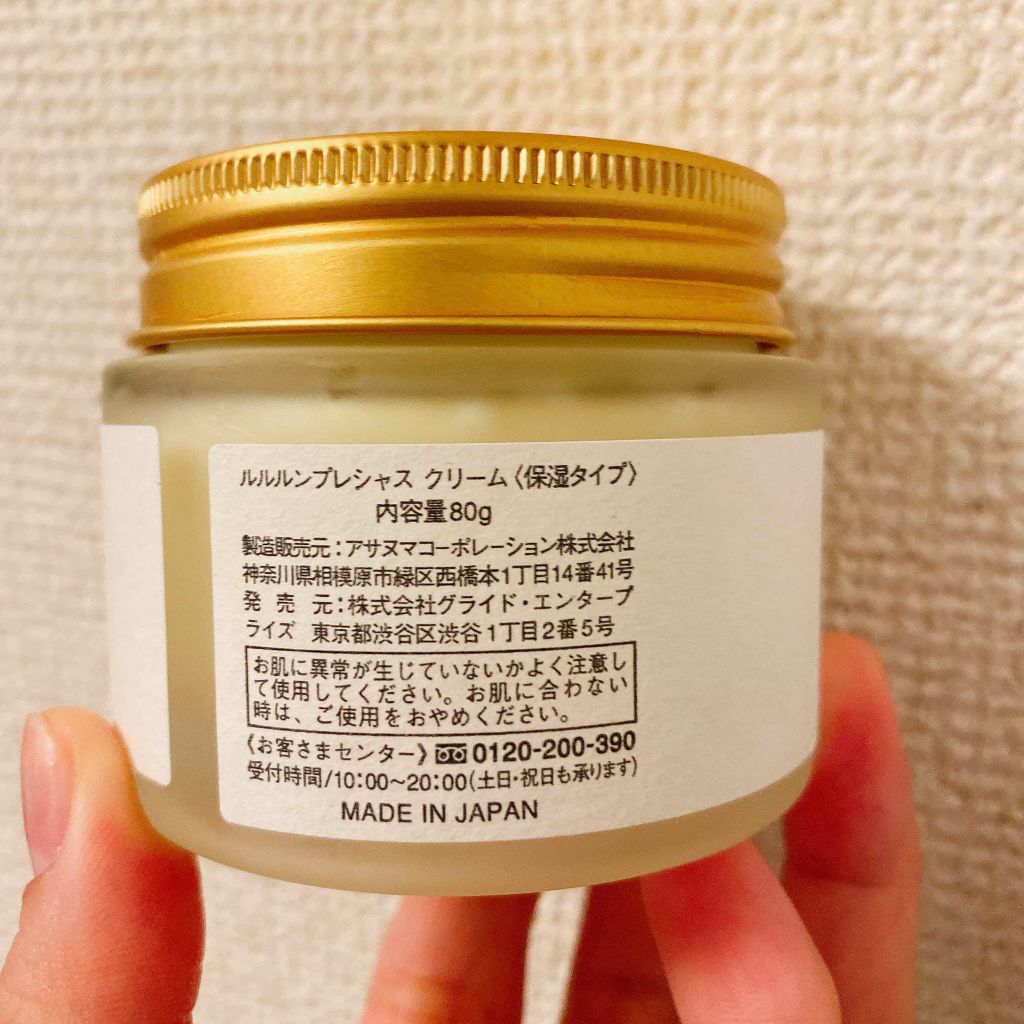 ルルルンプレシャス クリーム〈保湿タイプ〉
内容量80g
製造販売元：アサヌマコーポレーション株式会社
神奈川県相模原市緑区西橋本1丁目14番41号
発売元：株式会社グライド・エンタープ
ライズ 東京都渋谷区渋谷1丁目2番5号
お肌に異常が生じていないかよく注意し
て使用してください。お肌に合わない
時は、ご使用をおやめください。
《お客さまセンター》0120-200-390
受付時間/10:00〜20:00(土日・祝日も承ります)
MADE IN JAPAN